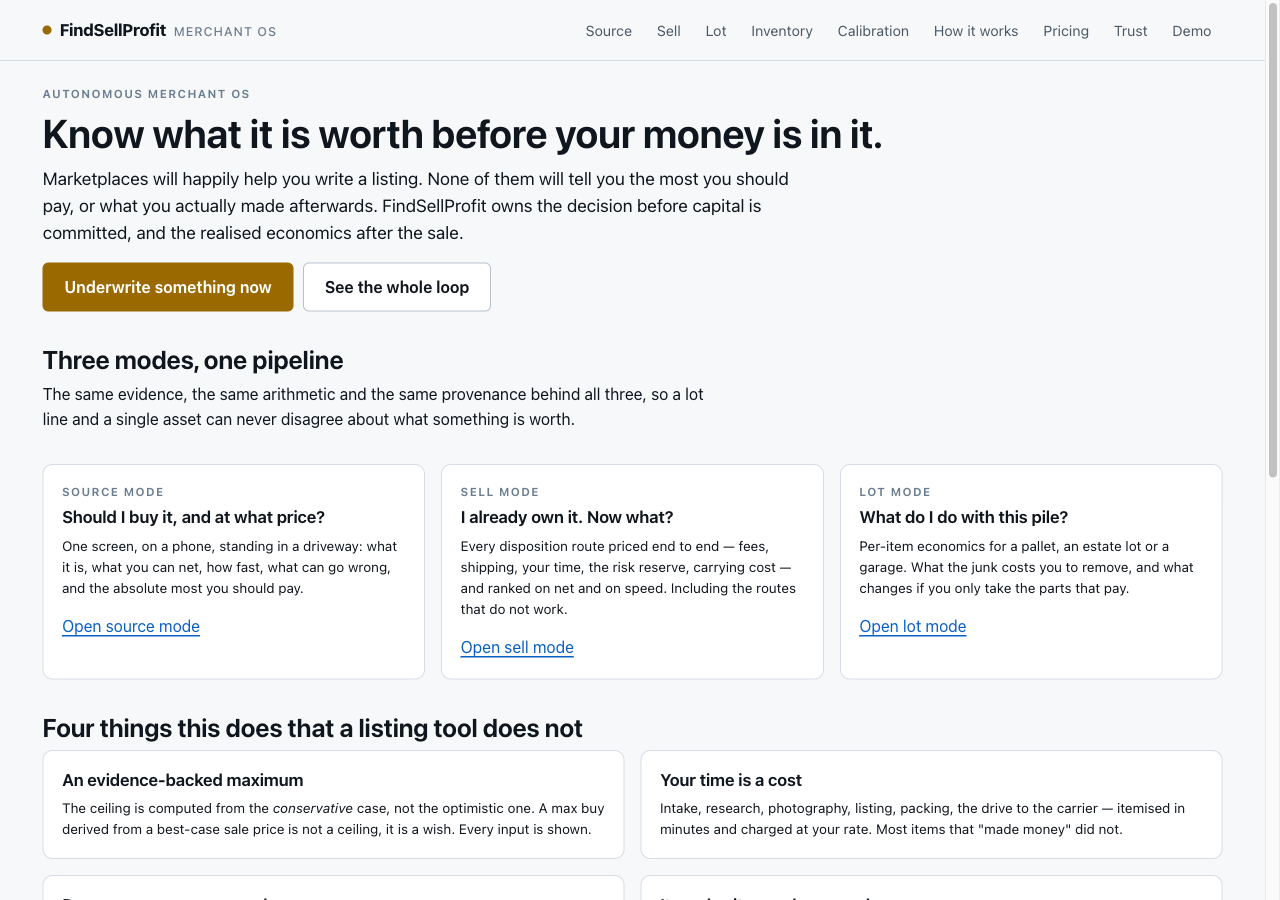 FindSellProfit MERCHANT OS
Source Sell Lot Inventory Calibration How it works Pricing Trust Demo
AUTONOMOUS MERCHANT OS
Know what it is worth before your money is in it.
Marketplaces will happily help you write a listing. None of them will tell you the most you should
pay, or what you actually made afterwards. FindSellProfit owns the decision before capital is
committed, and the realised economics after the sale.
Underwrite something now
See the whole loop
Three modes, one pipeline
The same evidence, the same arithmetic and the same provenance behind all three, so a lot
line and a single asset can never disagree about what something is worth.
SOURCE MODE
Should I buy it, and at what price?
One screen, on a phone, standing in a driveway: what
it is, what you can net, how fast, what can go wrong,
and the absolute most you should pay.
Open source mode
SELL MODE
I already own it. Now what?
Every disposition route priced end to end — fees,
shipping, your time, the risk reserve, carrying cost —
and ranked on net and on speed. Including the routes
that do not work.
Open sell mode
LOT MODE
What do I do with this pile?
Per-item economics for a pallet, an estate lot or a
garage. What the junk costs you to remove, and what
changes if you only take the parts that pay.
Open lot mode
Four things this does that a listing tool does not
An evidence-backed maximum
The ceiling is computed from the conservative case, not the optimistic one. A max buy
derived from a best-case sale price is not a ceiling, it is a wish. Every input is shown.
Your time is a cost
Intake, research, photography, listing, packing, the drive to the carrier — itemised in
minutes and charged at your rate. Most items that "made money" did not.